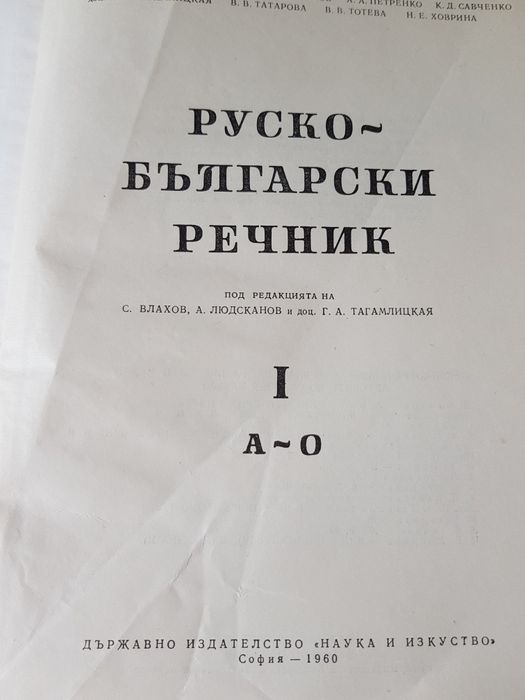 А. А. ПЕТРЕНКО К. Д. САВЧЕНКО
В. В. ТАТАРОВА
В. В. ТОТЕВА Н. Е. ХОВРИНА
РУСКО~
БЪЛГАРСКИ
РЕЧНИК
ПОД РЕДАКЦИЯТА НА
С. ВЛАХОВ, А. ЛЮДСКАНОВ и доц. Г. А. ТАГАМЛИЦКАЯ
I
А~О
ДЪРЖАВНО ИЗДАТЕЛСТВО «НАУКА И ИЗКУСТВО»
София — 1960